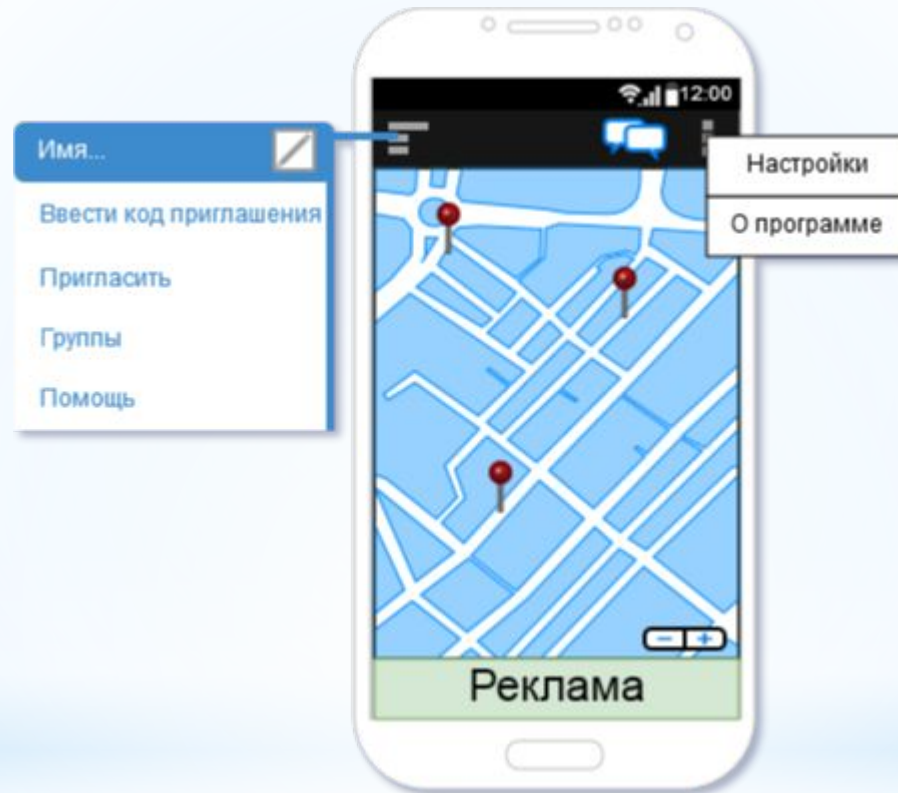 12:00
Имя...
Ввести код приглашения
Пригласить
Группы
Помощь
Настройки
О программе
Реклама